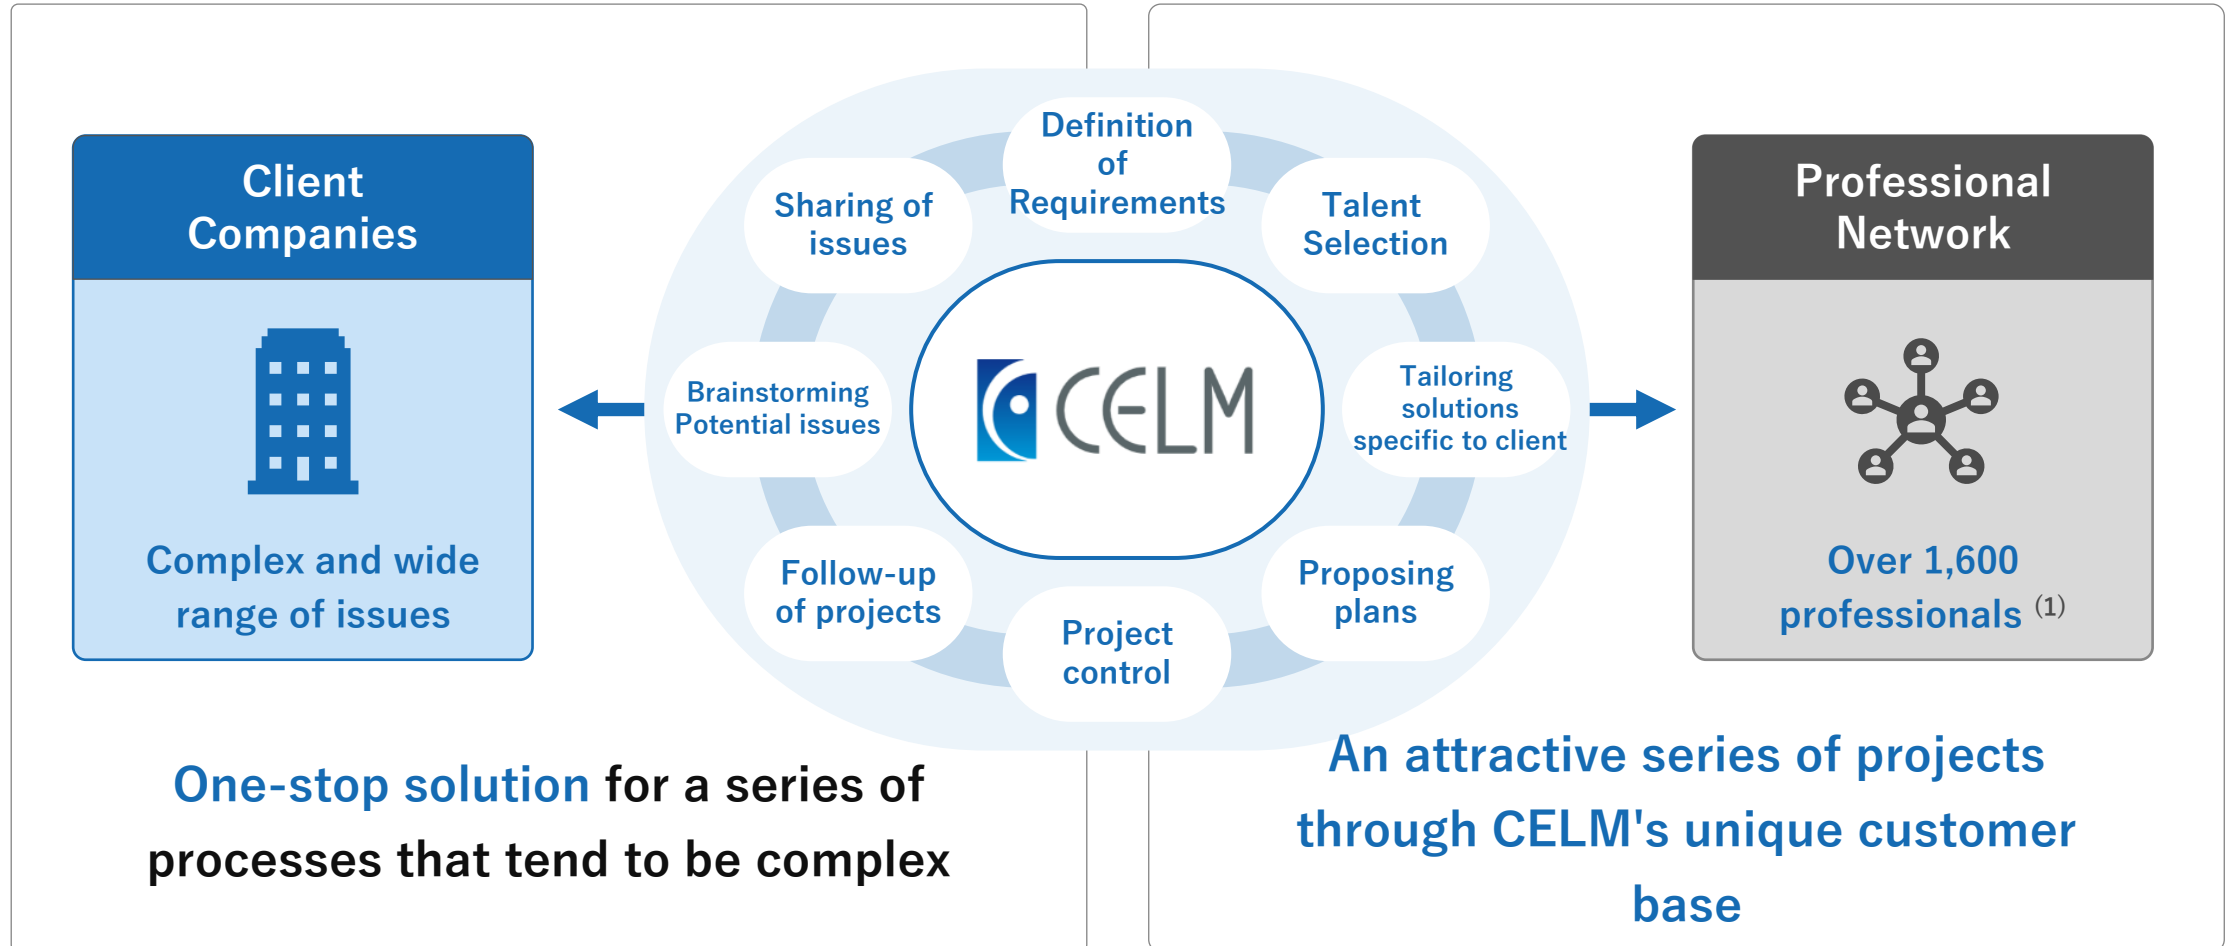 Client
Companies
Complex and wide
range of issues
One-stop solution for a series of
processes that tend to be complex
Definition
of
Requirements
Sharing of
issues
Talent
Selection
Brainstorming
Potential issues
CELM
Tailoring
solutions
specific to client
Follow-up
of projects
Proposing
plans
Project
control
Professional
Network
Over 1,600
professionals (1)
An attractive series of projects
through CELM's unique customer
base